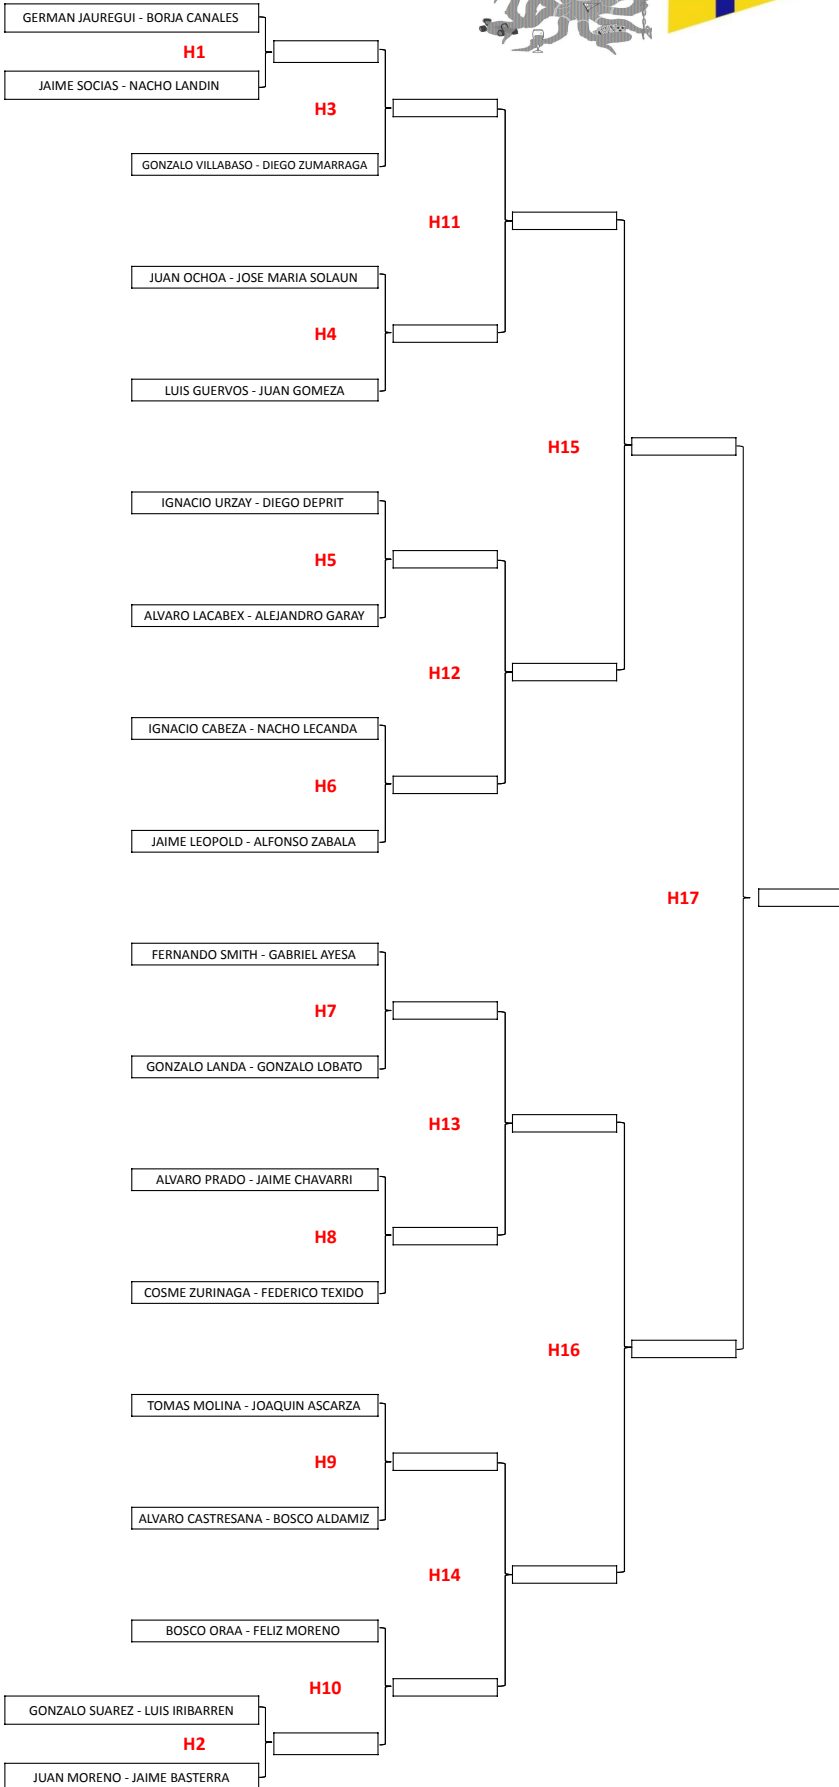 GERMAN JAUREGUI - BORJA CANALES
H1
JAIME SOCIAS - NACHO LANDIN
H3
GONZALO VILLABASO - DIEGO ZUMARRAGA
H11
JUAN OCHOA - JOSE MARIA SOLAUN
H4
LUIS GUERVOS - JUAN GOMEZA
H15
IGNACIO URZAY - DIEGO DEPRIT
H5
ALVARO LACABEX - ALEJANDRO GARAY
H12
IGNACIO CABEZA - NACHO LECANDA
H6
JAIME LEOPOLD - ALFONSO ZABALA
H17
FERNANDO SMITH - GABRIEL AYESA
H7
GONZALO LANDA - GONZALO LOBATO
H13
ALVARO PRADO - JAIME CHAVARRI
H8
COSME ZURINAGA - FEDERICO TEXIDO
H16
TOMAS MOLINA - JOAQUIN ASCARZA
H9
ALVARO CASTRESANA - BOSCO ALDAMIZ
H14
BOSCO ORAA - FELIZ MORENO
H10
GONZALO SUAREZ - LUIS IRIBARREN
H2
JUAN MORENO - JAIME BASTERRA